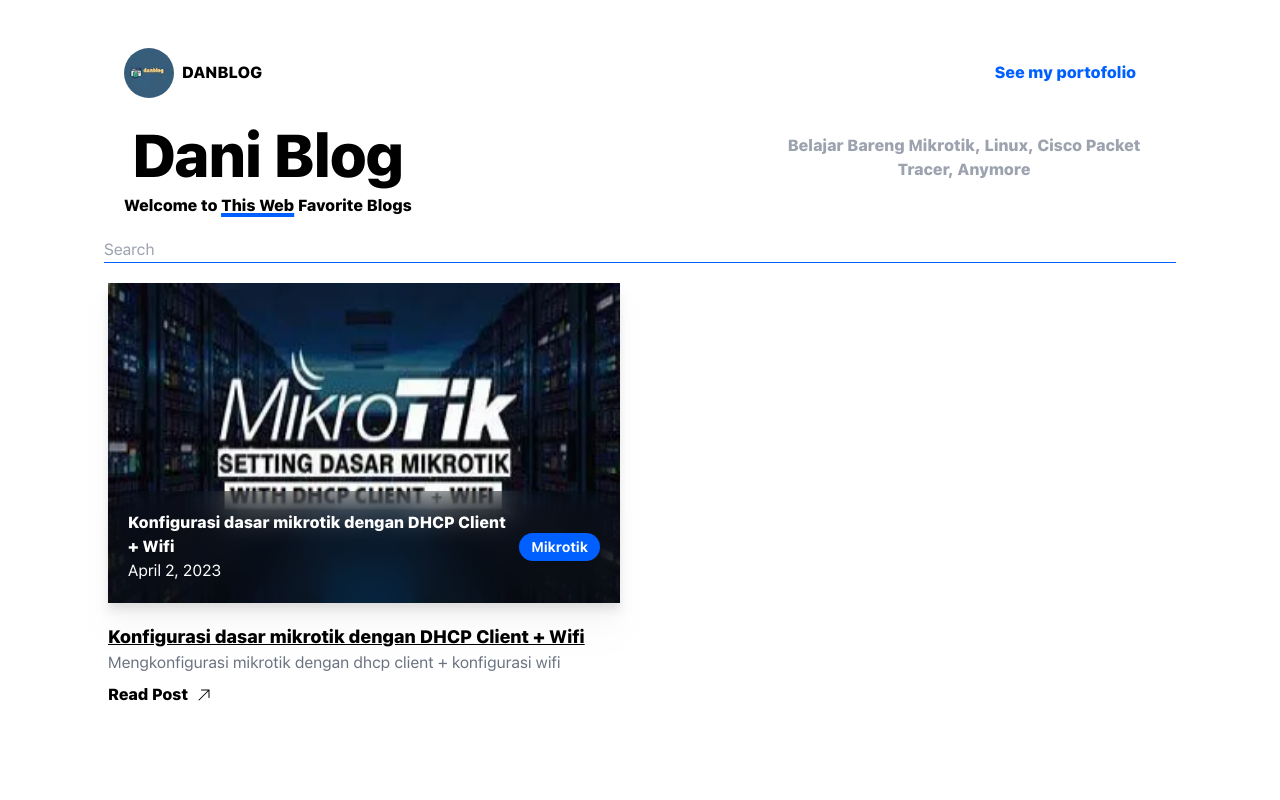 danblog
DANBLOG
See my portofolio
Dani Blog
Belajar Bareng Mikrotik, Linux, Cisco Packet
Tracer, Anymore
Welcome to This Web Favorite Blogs
Search
MikroTik
SETTING DASAR MIKROTIK
WITH DHCP CLIENT + WIFI
Konfigurasi dasar mikrotik dengan DHCP Client
+ Wifi
Mikrotik
April 2, 2023
Konfigurasi dasar mikrotik dengan DHCP Client + Wifi
Mengkonfigurasi mikrotik dengan dhcp client + konfigurasi wifi
Read Post